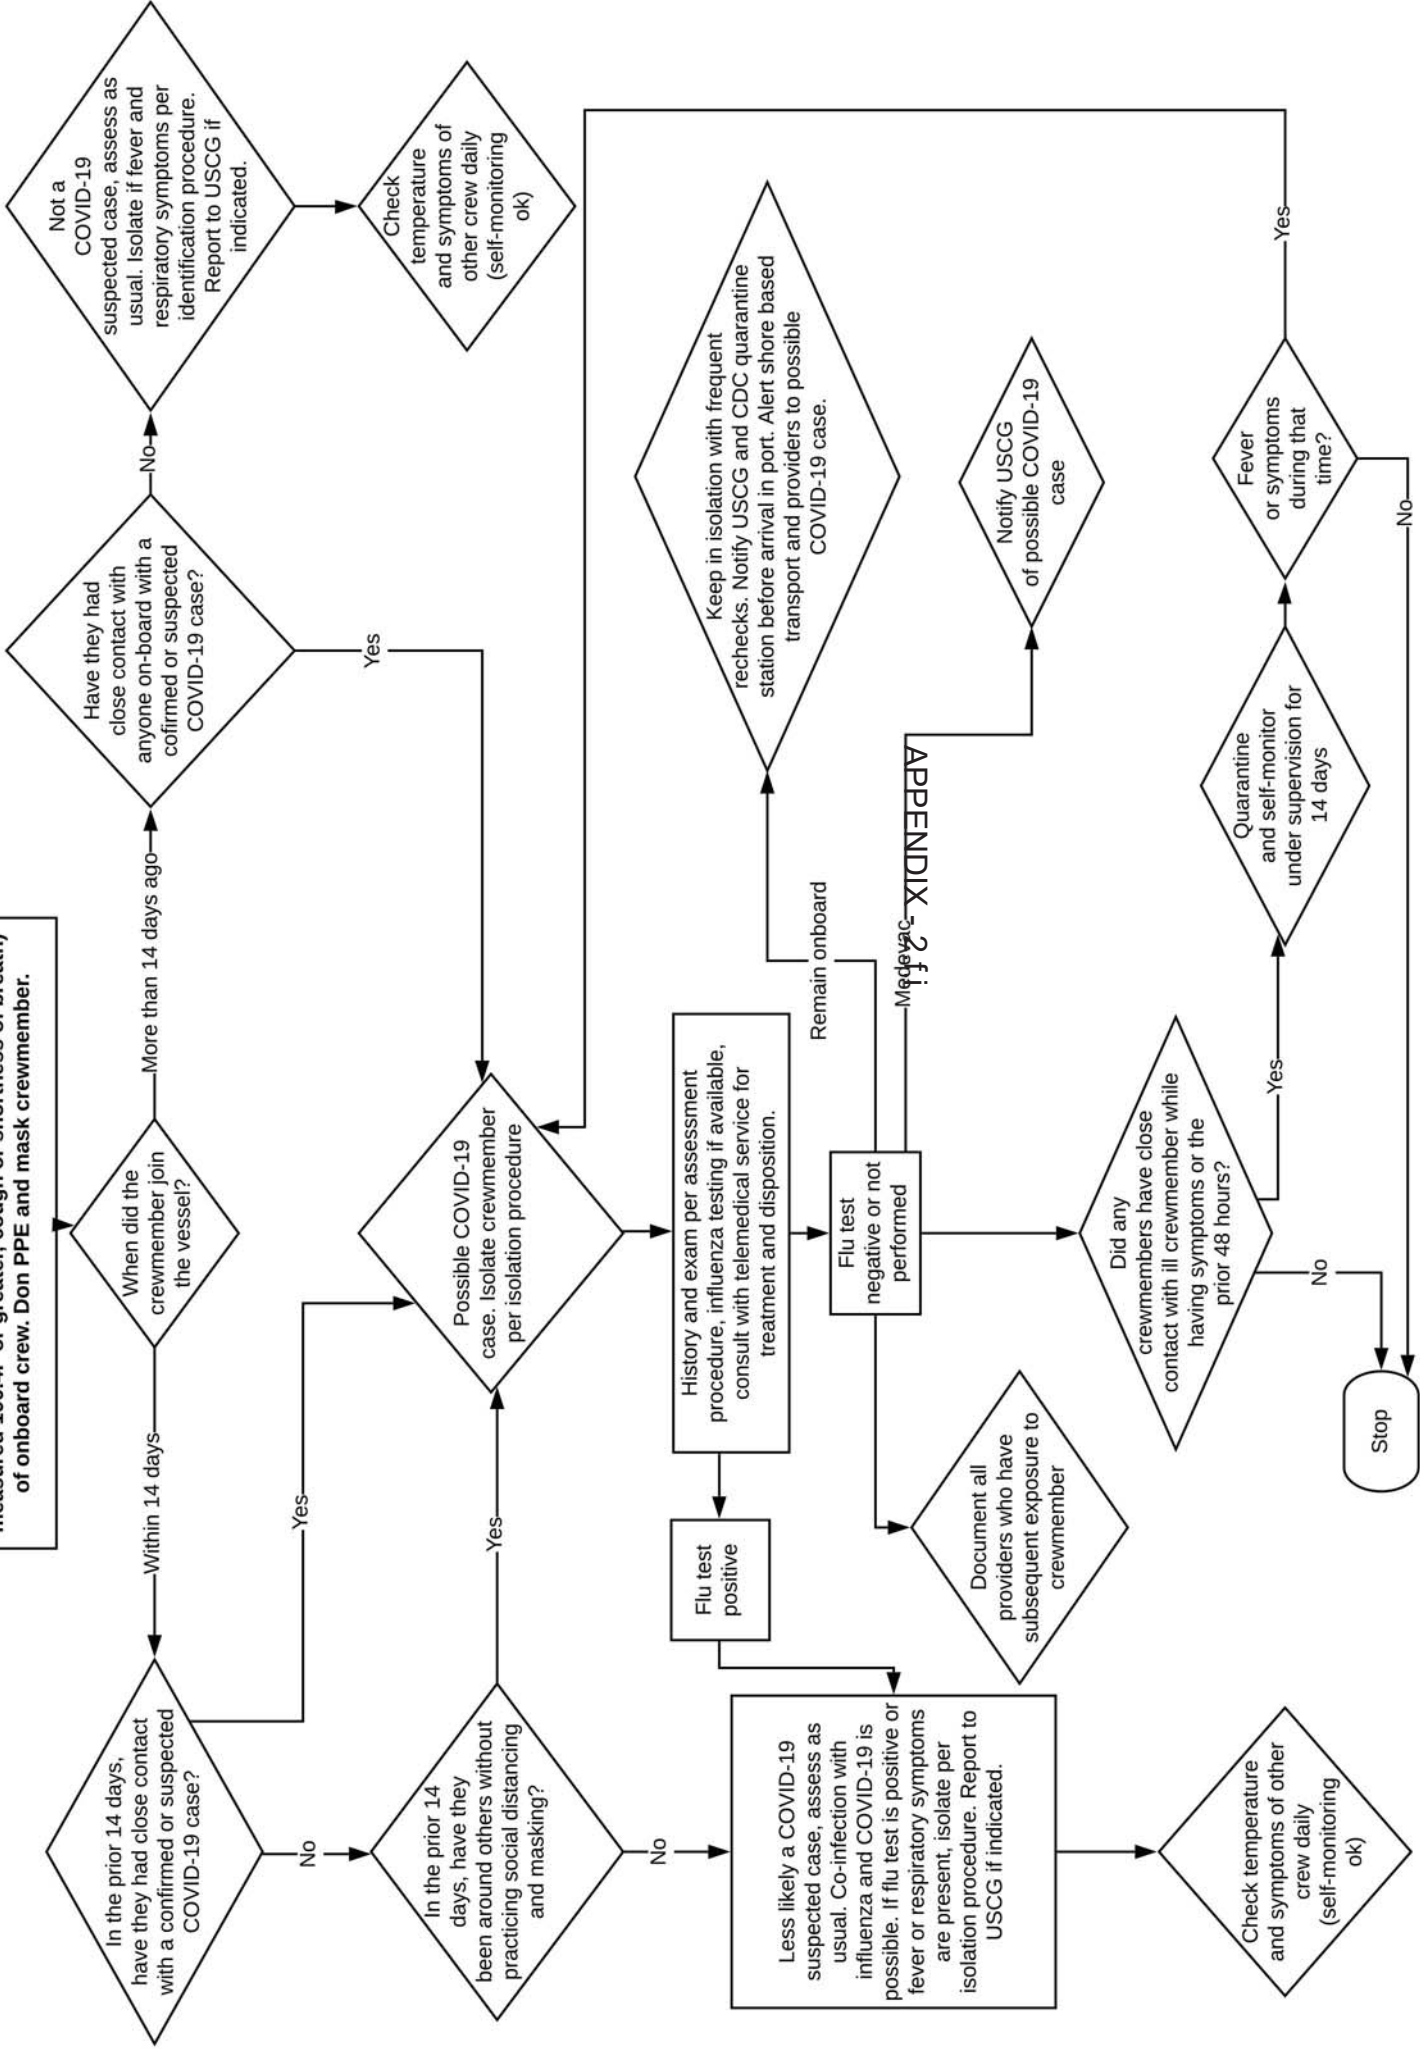 of onboard crew. Don PPE and mask crewmember.
When did the
crewmember join
the vessel?
Within 14 days
More than 14 days ago
In the prior 14 days,
have they had close contact
with a confirmed or suspected
COVID-19 case?
Yes
No
Have they had
close contact with
anyone on-board with a
cofirmed or suspected
COVID-19 case?
No
Yes
Not a
COVID-19
suspected case, assess as
usual. Isolate if fever and
respiratory symptoms per
identification procedure.
Report to USCG if
indicated.
Check
temperature
and symptoms of
other crew daily
(self-monitoring
ok)
In the prior 14
days, have they
been around others without
practicing social distancing
and masking?
Yes
No
Possible COVID-19
case. Isolate crewmember
per isolation procedure
History and exam per assessment
procedure, influenza testing if available,
consult with telemedical service for
treatment and disposition.
Flu test
positive
Less likely a COVID-19
suspected case, assess as
usual. Co-infection with
influenza and COVID-19 is
possible. If flu test is positive or
fever or respiratory symptoms
are present, isolate per
isolation procedure. Report to
USCG if indicated.
Check temperature
and symptoms of other
crew daily
(self-monitoring
ok)
Flu test
negative or not
performed
Remain onboard
Keep in isolation with frequent
rechecks. Notify USCG and CDC quarantine
station before arrival in port. Alert shore based
transport and providers to possible
COVID-19 case.
Medevac
Notify USCG
of possible COVID-19
case
Document all
providers who have
subsequent exposure to
crewmember
Did any
crewmembers have close
contact with ill crewmember while
having symptoms or the
prior 48 hours?
Yes
No
Quarantine
and self-monitor
under supervision for
14 days
Fever
or symptoms
during that
time?
Yes
No
Stop
APPENDIX - 2 f.i